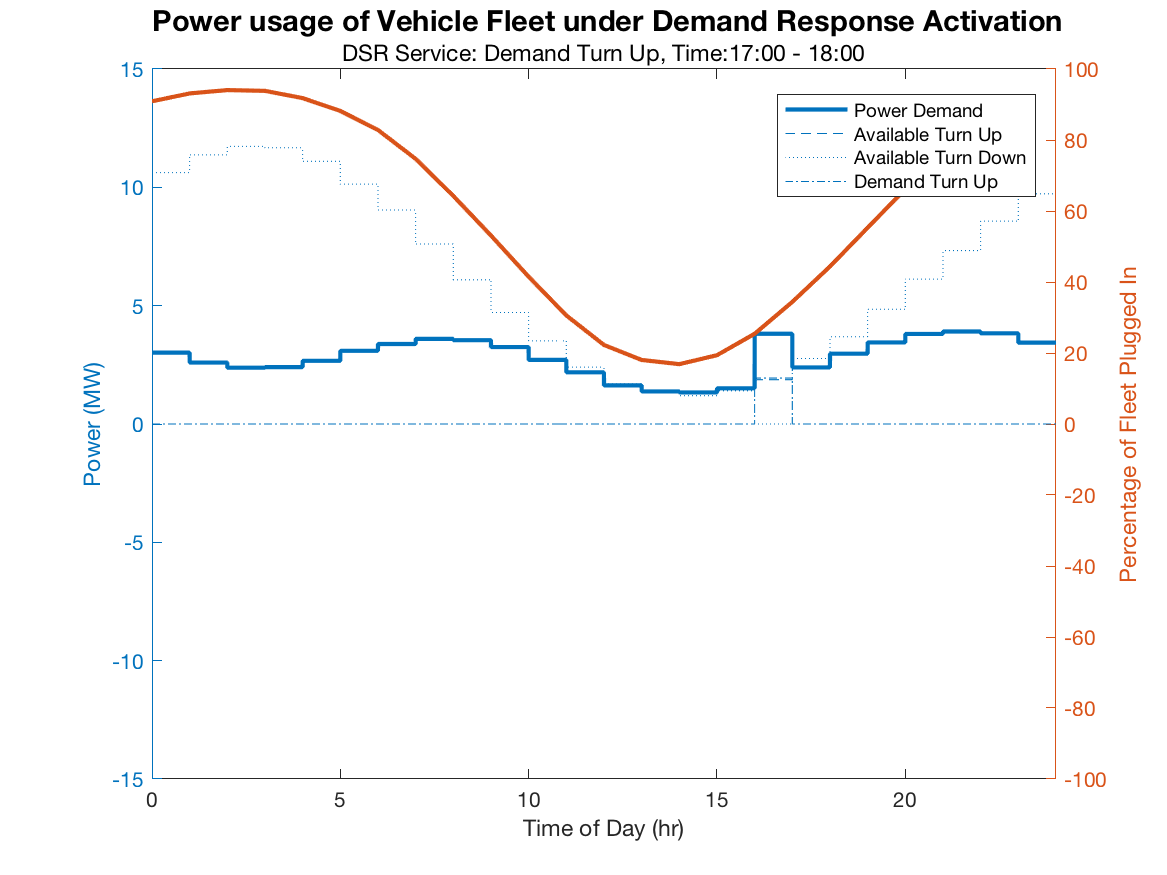 Power usage of Vehicle Fleet under Demand Response Activation
DSR Service: Demand Turn Up, Time:17:00 - 18:00
Power Demand
Available Turn Up
Available Turn Down
Demand Turn Up
Power (MW)
15
10
5
0
-5
-10
-15
0
5
10
15
20
Time of Day (hr)
100
80
60
40
20
0
-20
-40
-60
-80
-100
Percentage of Fleet Plugged In